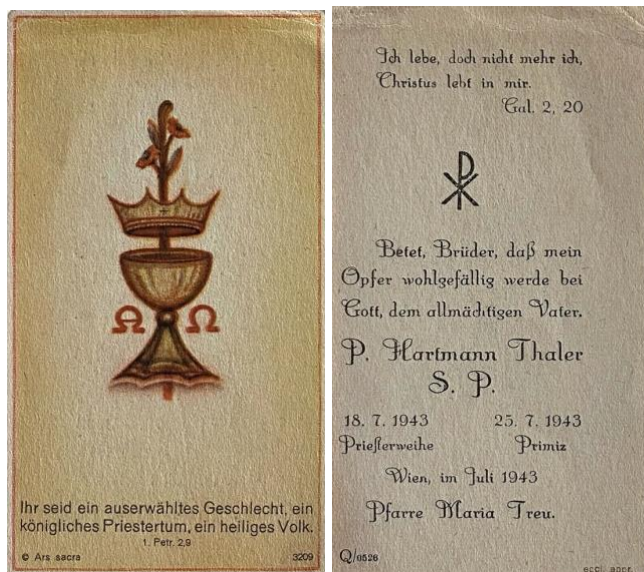 Ω Ω
Ihr seid ein auserwähltes Geschlecht, ein
königliches Priestertum, ein heiliges Volk.
1. Petr. 2,9
© Ars sacra 3209
Ich lebe, doch nicht mehr ich,
Christus lebt in mir.
Gal. 2, 20
Betet, Brüder, daß mein
Opfer wohlgefällig werde bei
Gott, dem allmächtigen Vater.
P. Hartmann Thaler
S. P.
18. 7. 1943 25. 7. 1943
Priesterweihe Primiz
Wien, im Juli 1943
Pfarre Maria Treu.
Q/0526
eccl. appr.